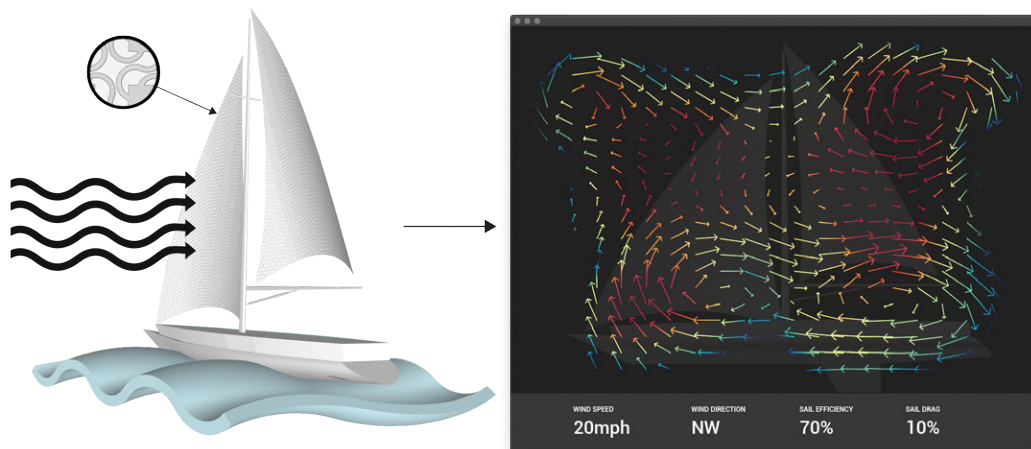 WIND SPEED
20mph
WIND DIRECTION
NW
SAIL EFFICIENCY
70%
SAIL DRAG
10%